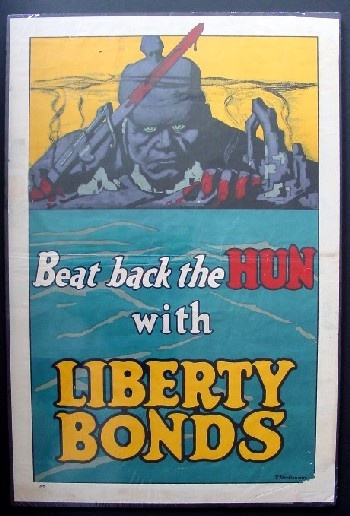 Beat back the HUN
with
LIBERTY
BONDS